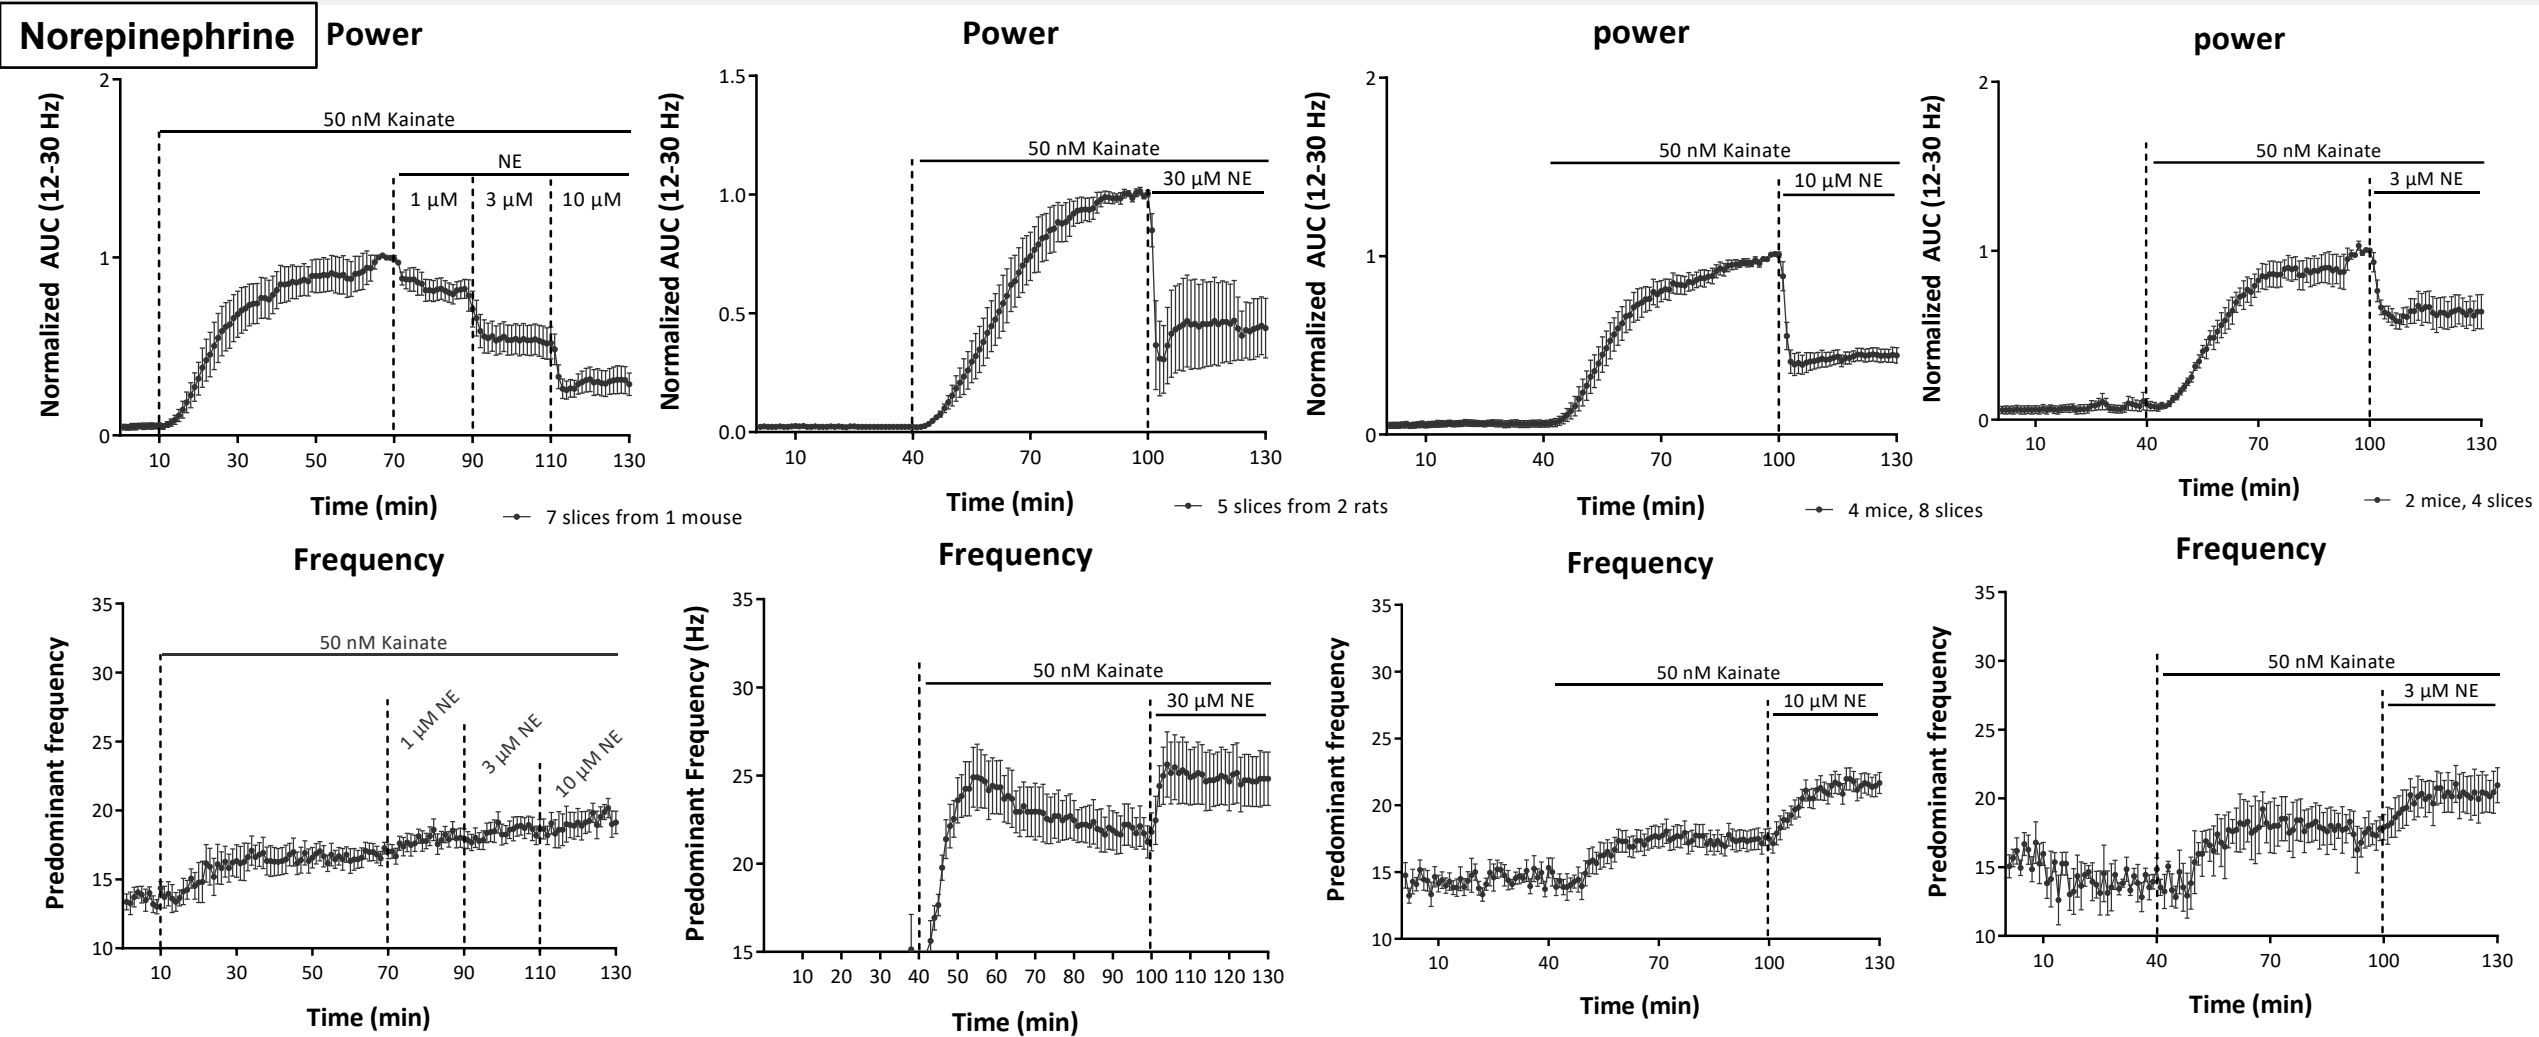 Norepinephrine
Power
Normalized AUC (12-30 Hz)
2
1
0
50 nM Kainate
NE
1 µM
3 µM
10 µM
10 30 50 70 90 110 130
Time (min)
7 slices from 1 mouse
Power
Normalized AUC (12-30 Hz)
1.5
1.0
0.5
0.0
50 nM Kainate
30 µM NE
10 40 70 100 130
Time (min)
5 slices from 2 rats
power
Normalized AUC (12-30 Hz)
2
1
0
50 nM Kainate
10 µM NE
10 40 70 100 130
Time (min)
4 mice, 8 slices
power
Normalized AUC (12-30 Hz)
2
1
0
50 nM Kainate
3 µM NE
10 40 70 100 130
Time (min)
2 mice, 4 slices
Frequency
Predominant frequency
35
30
25
20
15
10
50 nM Kainate
1 µM NE
3 µM NE
10 µM NE
10 30 50 70 90 110 130
Time (min)
Frequency
Predominant Frequency (Hz)
35
30
25
20
15
50 nM Kainate
30 µM NE
10 20 30 40 50 60 70 80 90 100 110 120 130
Time (min)
Frequency
Predominant frequency
35
30
25
20
15
10
50 nM Kainate
10 µM NE
10 40 70 100 130
Time (min)
Frequency
Predominant frequency
35
30
25
20
15
10
50 nM Kainate
3 µM NE
10 40 70 100 130
Time (min)